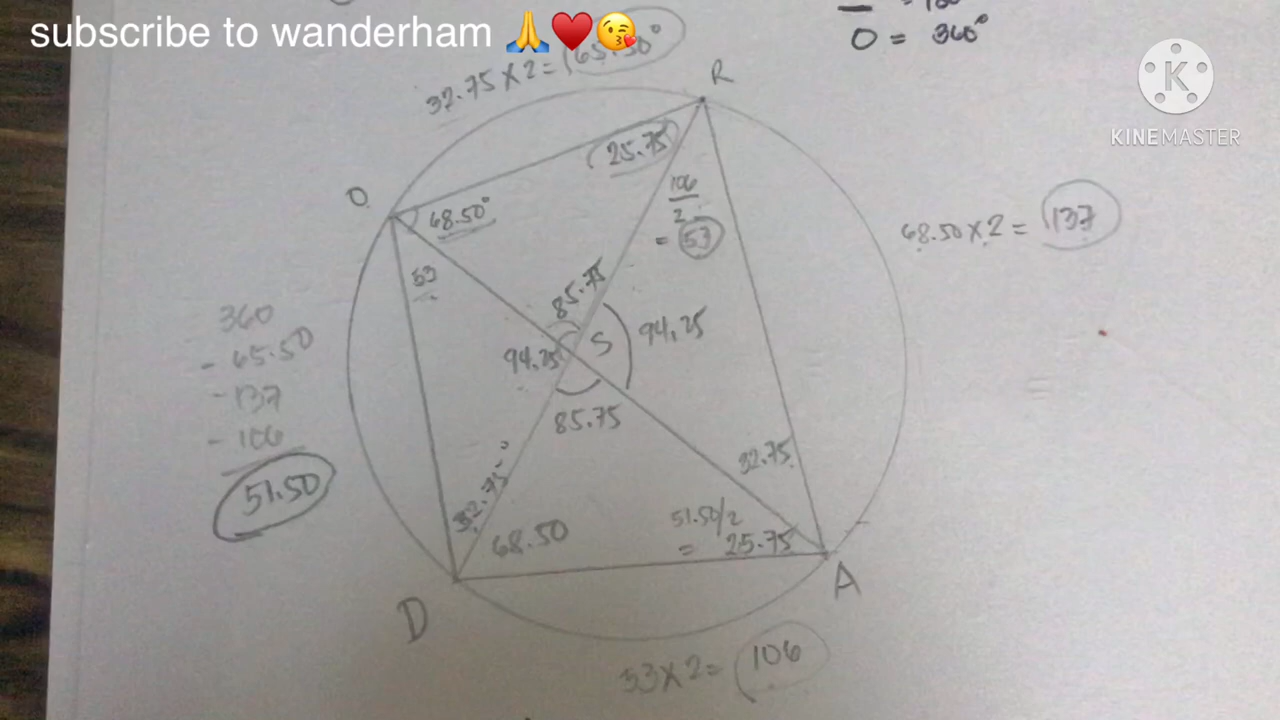 subscribe to wanderham 🙏❤️😘
0 = 360°
K
KINEMASTER
32.75 X 2 = 65.50°
R
25.75
O
68.50°
106
2
= 53
68.50 X 2 = 137
53
85.75
94.25
S
94.25
85.75
360
- 65.50
- 137
- 106
51.50
32.75°
68.50
32.75
51.50/2
= 25.75
D
A
53 X 2 = 106